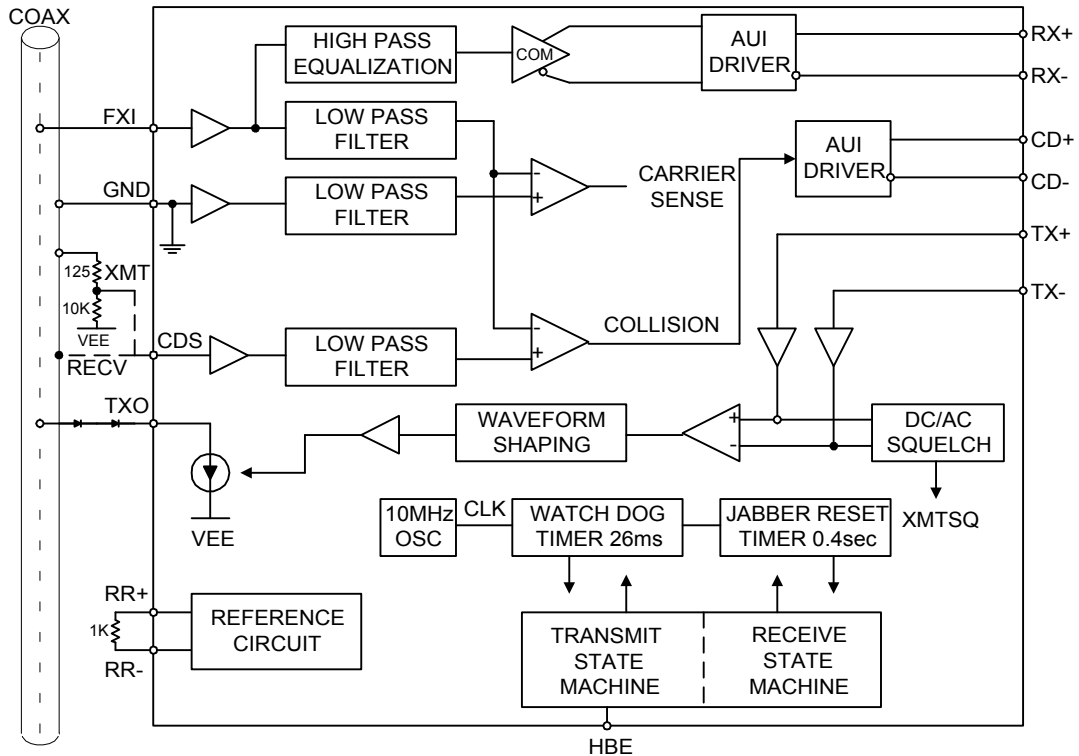 COAX
HIGH PASS
EQUALIZATION
COM
AUI
DRIVER
RX+
RX-
FXI
LOW PASS
FILTER
AUI
DRIVER
CD+
CD-
GND
LOW PASS
FILTER
-
+
CARRIER
SENSE
TX+
TX-
125
XMT
10K
VEE
RECV
CDS
LOW PASS
FILTER
-
+
COLLISION
TXO
WAVEFORM
SHAPING
+
-
DC/AC
SQUELCH
XMTSQ
VEE
10MHz
OSC
CLK
WATCH DOG
TIMER 26ms
JABBER RESET
TIMER 0.4sec
RR+
1K
RR-
REFERENCE
CIRCUIT
TRANSMIT
STATE
MACHINE
RECEIVE
STATE
MACHINE
HBE